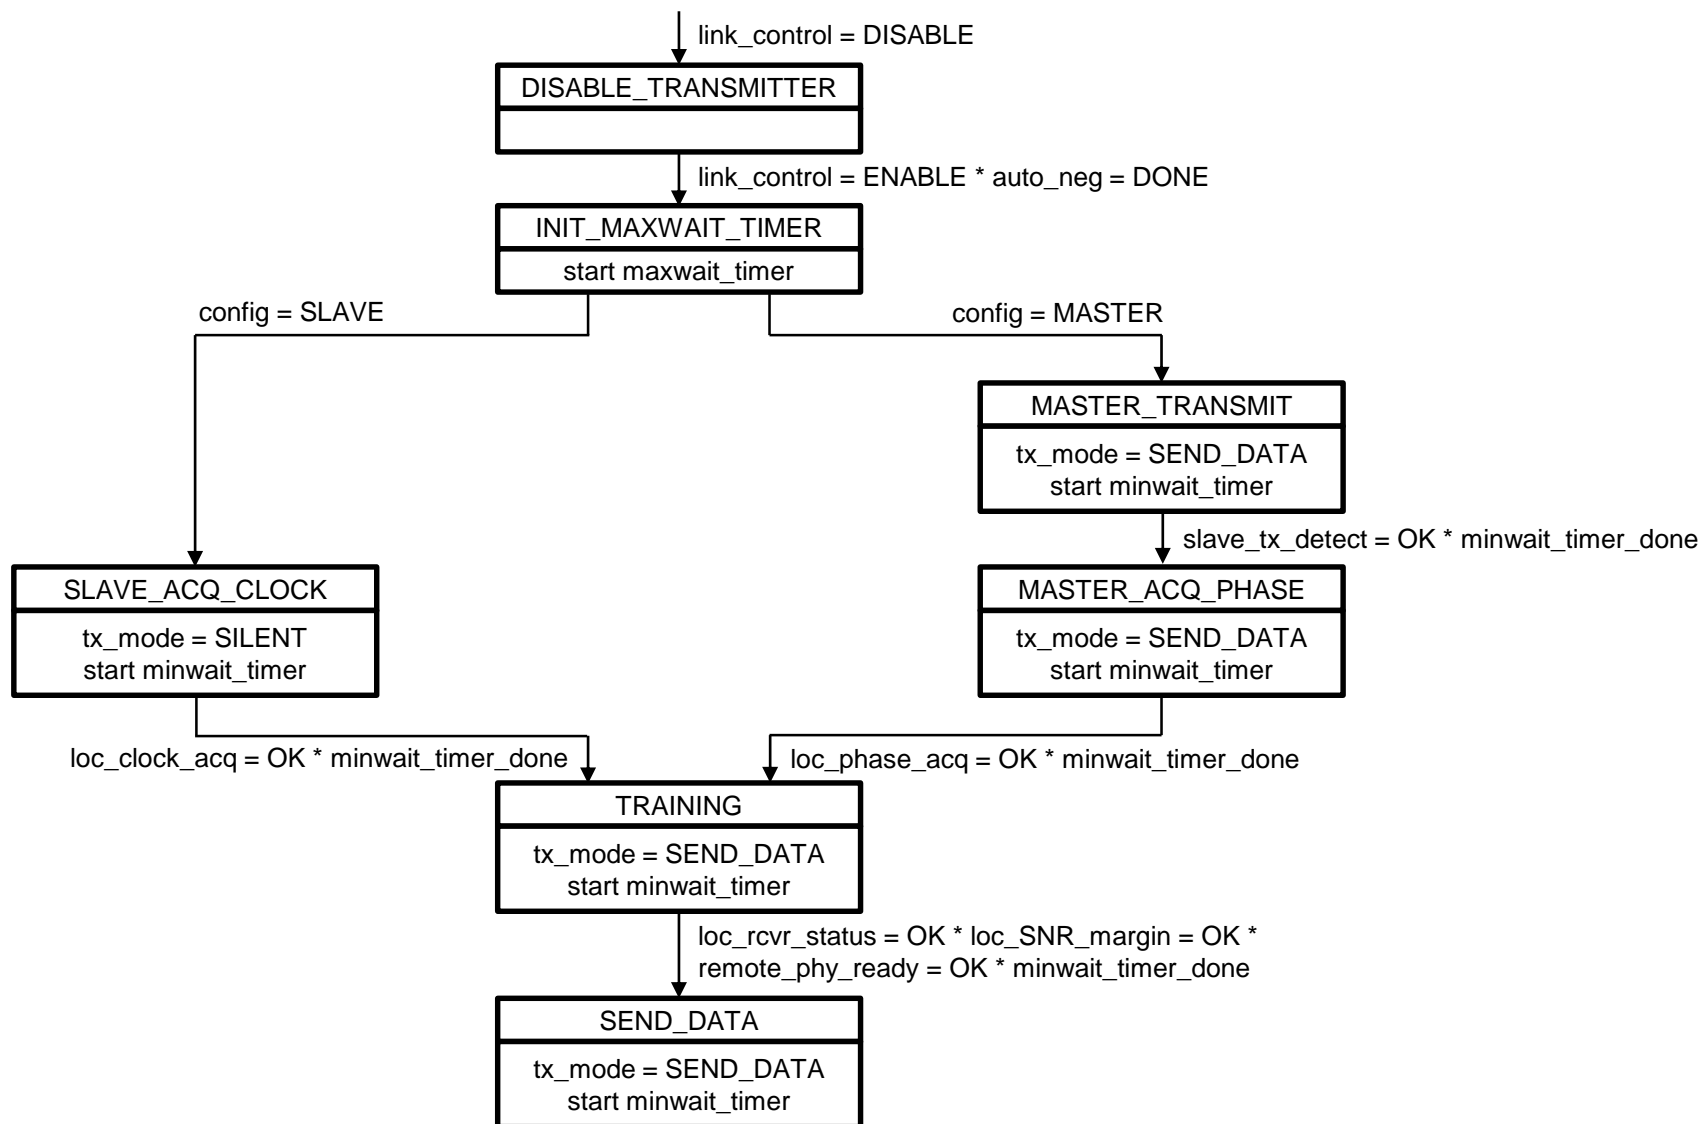 link_control = DISABLE
DISABLE_TRANSMITTER
link_control = ENABLE * auto_neg = DONE
INIT_MAXWAIT_TIMER
start maxwait_timer
config = SLAVE
config = MASTER
MASTER_TRANSMIT
tx_mode = SEND_DATA
start minwait_timer
slave_tx_detect = OK * minwait_timer_done
SLAVE_ACQ_CLOCK
tx_mode = SILENT
start minwait_timer
MASTER_ACQ_PHASE
tx_mode = SEND_DATA
start minwait_timer
loc_clock_acq = OK * minwait_timer_done
loc_phase_acq = OK * minwait_timer_done
TRAINING
tx_mode = SEND_DATA
start minwait_timer
loc_rcvr_status = OK * loc_SNR_margin = OK *
remote_phy_ready = OK * minwait_timer_done
SEND_DATA
tx_mode = SEND_DATA
start minwait_timer